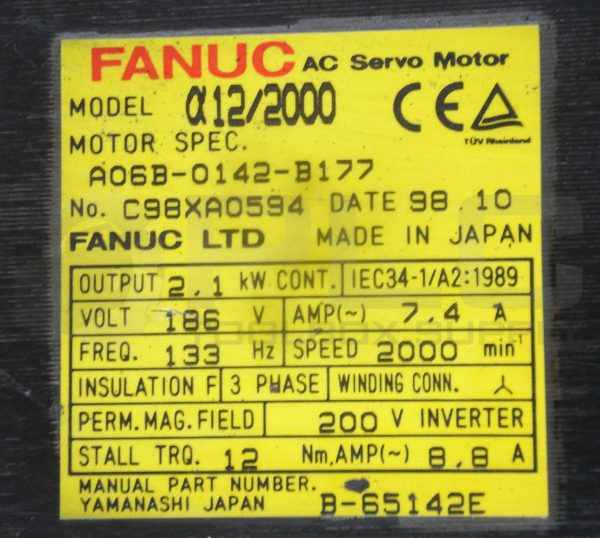 FANUC AC Servo Motor
MODEL α12/2000
TÜV Rheinland
MOTOR SPEC.
A06B-0142-B177
No. C98XA0594 DATE 98.10
FANUC LTD MADE IN JAPAN
OUTPUT 2.1 kW CONT. IEC34-1/A2:1989
VOLT 186 V AMP(~) 7.4 A
FREQ. 133 Hz SPEED 2000 min⁻¹
INSULATION F 3 PHASE WINDING CONN.
PERM.MAG.FIELD 200 V INVERTER
STALL TRQ. 12 Nm,AMP(~) 8.8 A
MANUAL PART NUMBER.
YAMANASHI JAPAN B-65142E